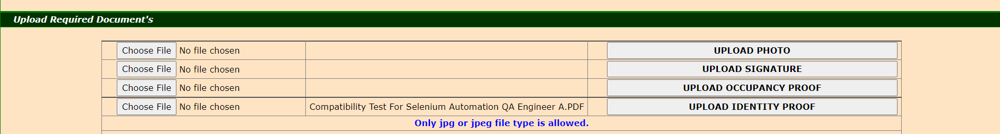 Upload Required Document's
Choose File No file chosen UPLOAD PHOTO
Choose File No file chosen UPLOAD SIGNATURE
Choose File No file chosen UPLOAD OCCUPANCY PROOF
Choose File No file chosen Compatibility Test For Selenium Automation QA Engineer A.PDF UPLOAD IDENTITY PROOF
Only jpg or jpeg file type is allowed.